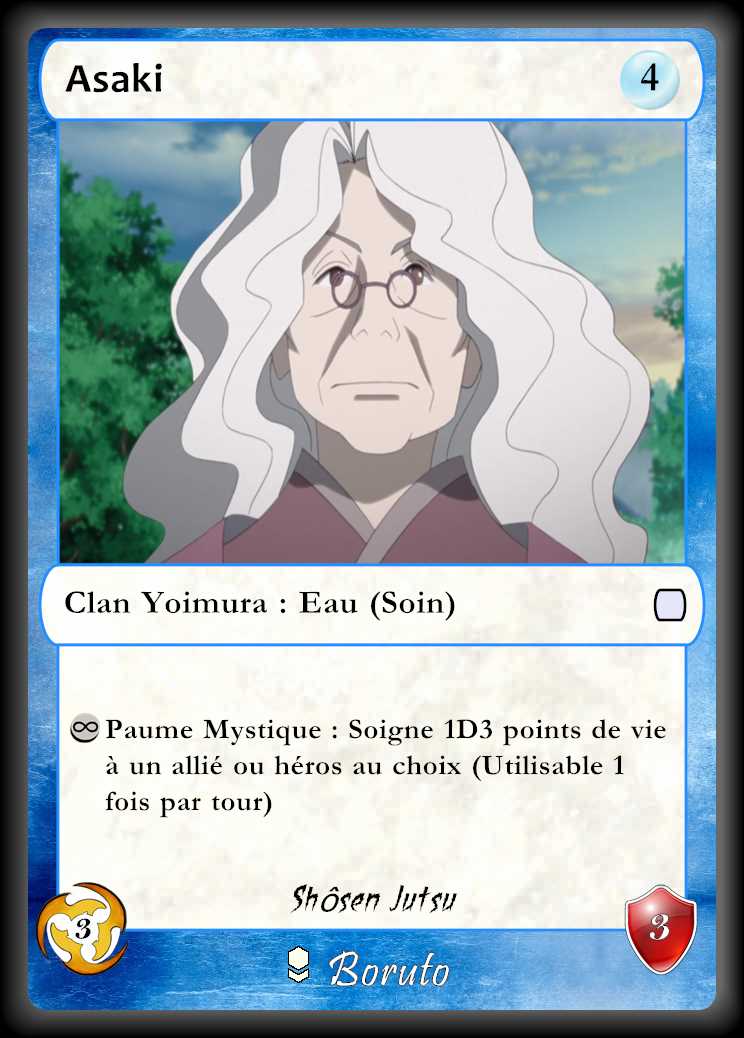 Asaki
4
Clan Yoimura : Eau (Soin)
∞ Paume Mystique : Soigne 1D3 points de vie
à un allié ou héros au choix (Utilisable 1
fois par tour)
Shôsen Jutsu
3
3
Boruto